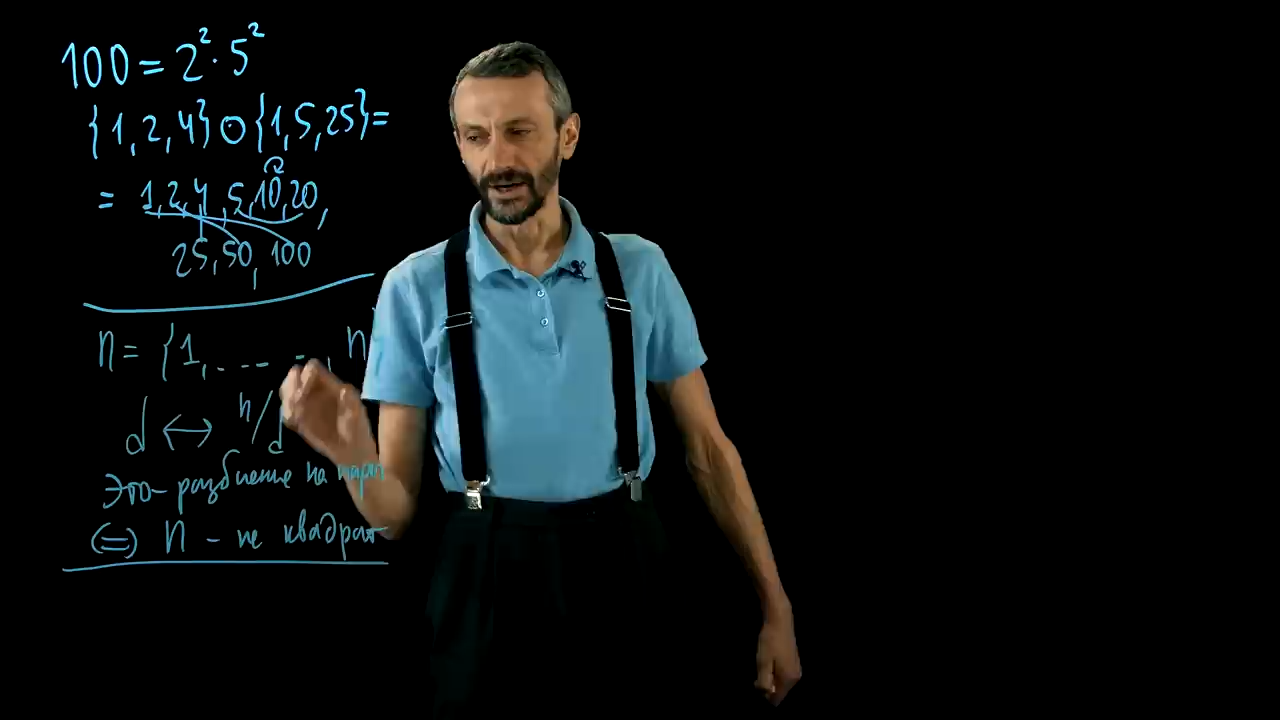 100 = 2² · 5²
{1, 2, 4} ⊙ {1, 5, 25} =
= 1, 2, 4, 5, 10, 20,
25, 50, 100
n = {1, . . . . , n
d ↔ n/d
Это - разбиение на пары
(=) n - не квадрат